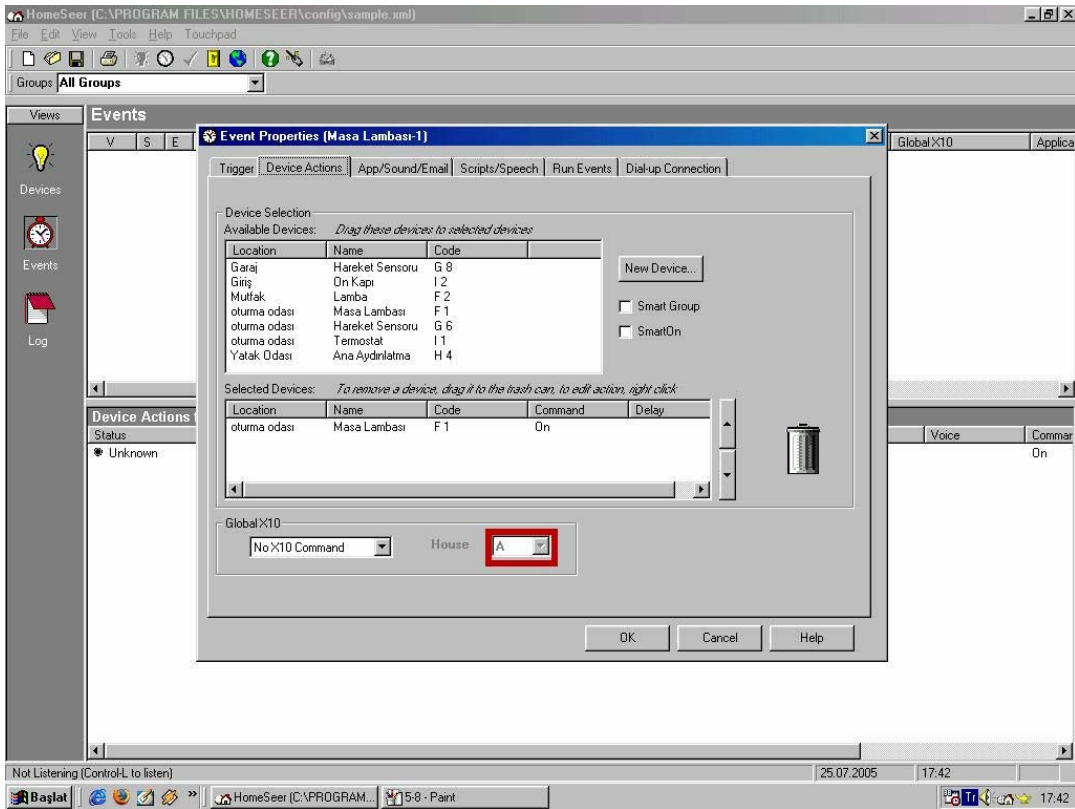 HomeSeer (C:\PROGRAM FILES\HOMESEER\config\sample.xml)
File Edit View Tools Help Touchpad
Groups All Groups
Views Events
V S E Global X10 Applica
Event Properties (Masa Lambası-1)
Trigger Device Actions App/Sound/Email Scripts/Speech Run Events Dial-up Connection
Devices
Events
Log
Device Selection
Available Devices: Drag these devices to selected devices
Location Name Code
Garaj Hareket Sensoru G 8
Giriş Ön Kapı I 2
Mutfak Lamba F 2
oturma odası Masa Lambası F 1
oturma odası Hareket Sensoru G 6
oturma odası Termostat I 1
Yatak Odası Ana Aydınlatma H 4
New Device...
Smart Group
SmartOn
Selected Devices: To remove a device, drag it to the trash can, to edit action, right click
Location Name Code Command Delay
oturma odası Masa Lambası F 1 On
Device Actions
Status Voice Commar
Unknown On
Global X10
No X10 Command House A
OK Cancel Help
Not Listening (Control-L to listen) 25.07.2005 17:42
Başlat » HomeSeer (C:\PROGRAM... 5-8 - Paint Tr 17:42